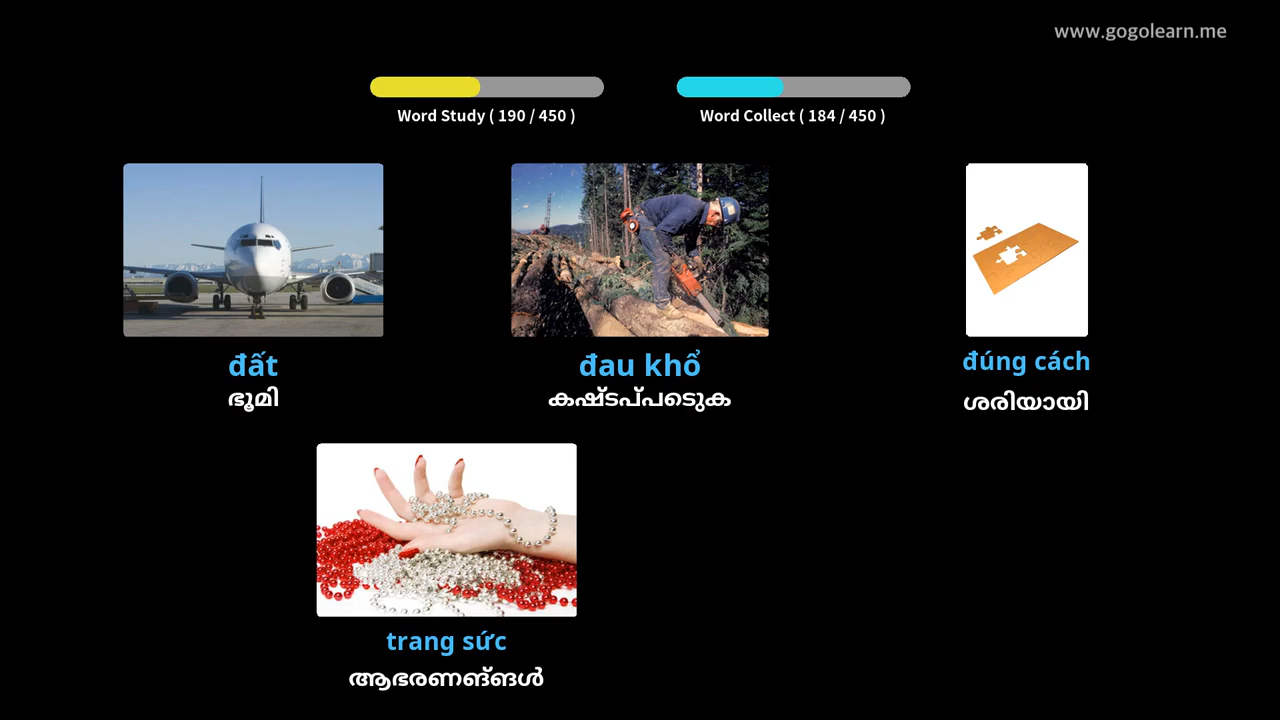 www.gogolearn.me
Word Study ( 190 / 450 )
Word Collect ( 184 / 450 )
đất
ഭൂമി
đau khổ
കഷ്ടപ്പടെുക
đúng cách
ശരിയായി
trang sức
ആഭരണങ്ങൾ